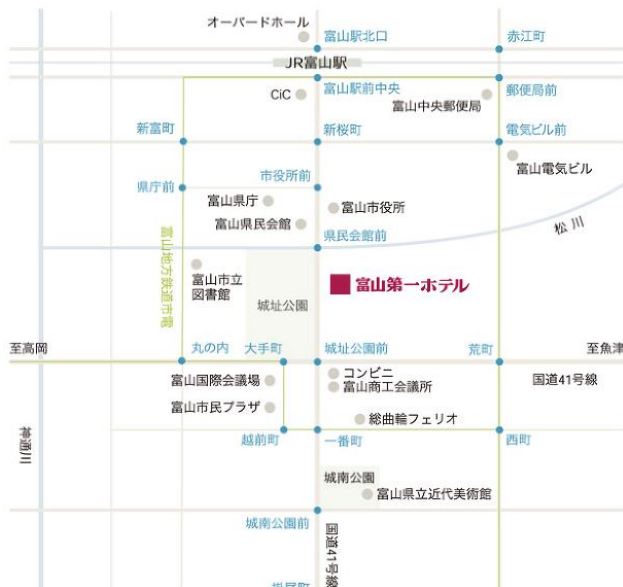 オーバードホール
富山駅北口
赤江町
JR富山駅
CiC
富山駅前中央
富山中央郵便局
郵便局前
新富町
新桜町
電気ビル前
富山電気ビル
県庁前
市役所前
富山県庁
富山市役所
富山県民会館
県民会館前
松川
富山地方鉄道市電
富山市立
図書館
城址公園
富山第一ホテル
至高岡
丸の内
大手町
城址公園前
荒町
至魚津
富山国際会議場
コンビニ
富山商工会議所
国道41号線
富山市民プラザ
総曲輪フェリオ
神通川
越前町
一番町
西町
城南公園
富山県立近代美術館
城南公園前
国道41号線